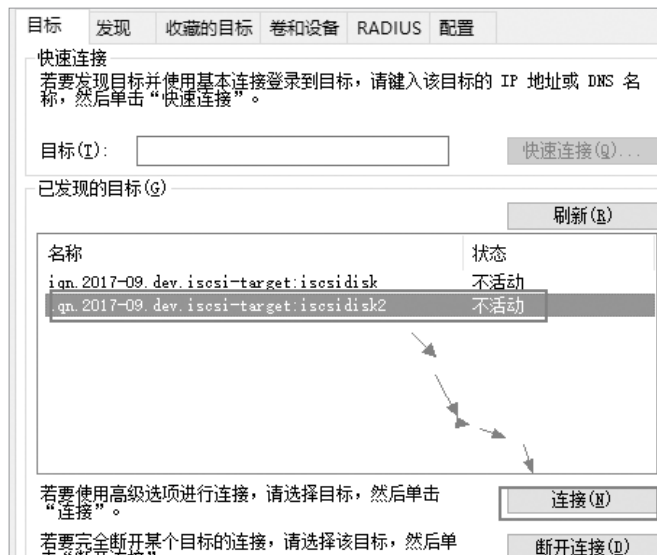 目标 发现 收藏的目标 卷和设备 RADIUS 配置
快速连接
若要发现目标并使用基本连接登录到目标，请键入该目标的 IP 地址或 DNS 名
称，然后单击“快速连接”。
目标(T): 快速连接(Q)...
已发现的目标(G)
刷新(R)
名称 状态
iqn.2017-09.dev.iscsi-target:iscsidisk 不活动
.qn.2017-09.dev.iscsi-target:iscsidisk2 不活动
若要使用高级选项进行连接，请选择目标，然后单击
“连接”。 连接(N)
若要完全断开某个目标的连接，请选择该目标，然后单
击“断开连接”。 断开连接(D)